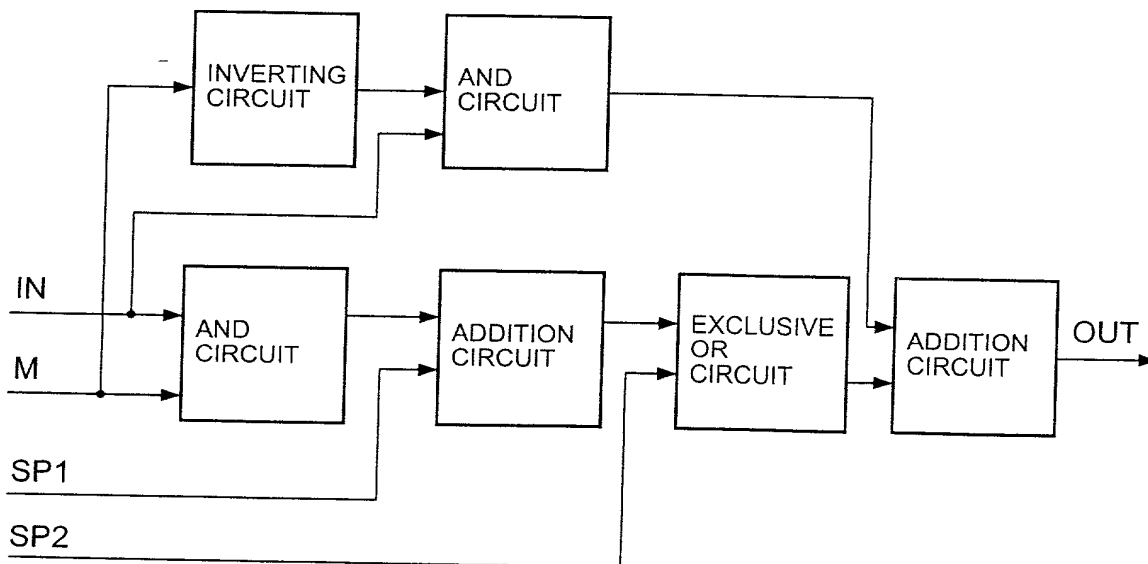 INVERTING
CIRCUIT
AND
CIRCUIT
IN
M
AND
CIRCUIT
ADDITION
CIRCUIT
EXCLUSIVE
OR
CIRCUIT
ADDITION
CIRCUIT
OUT
SP1
SP2